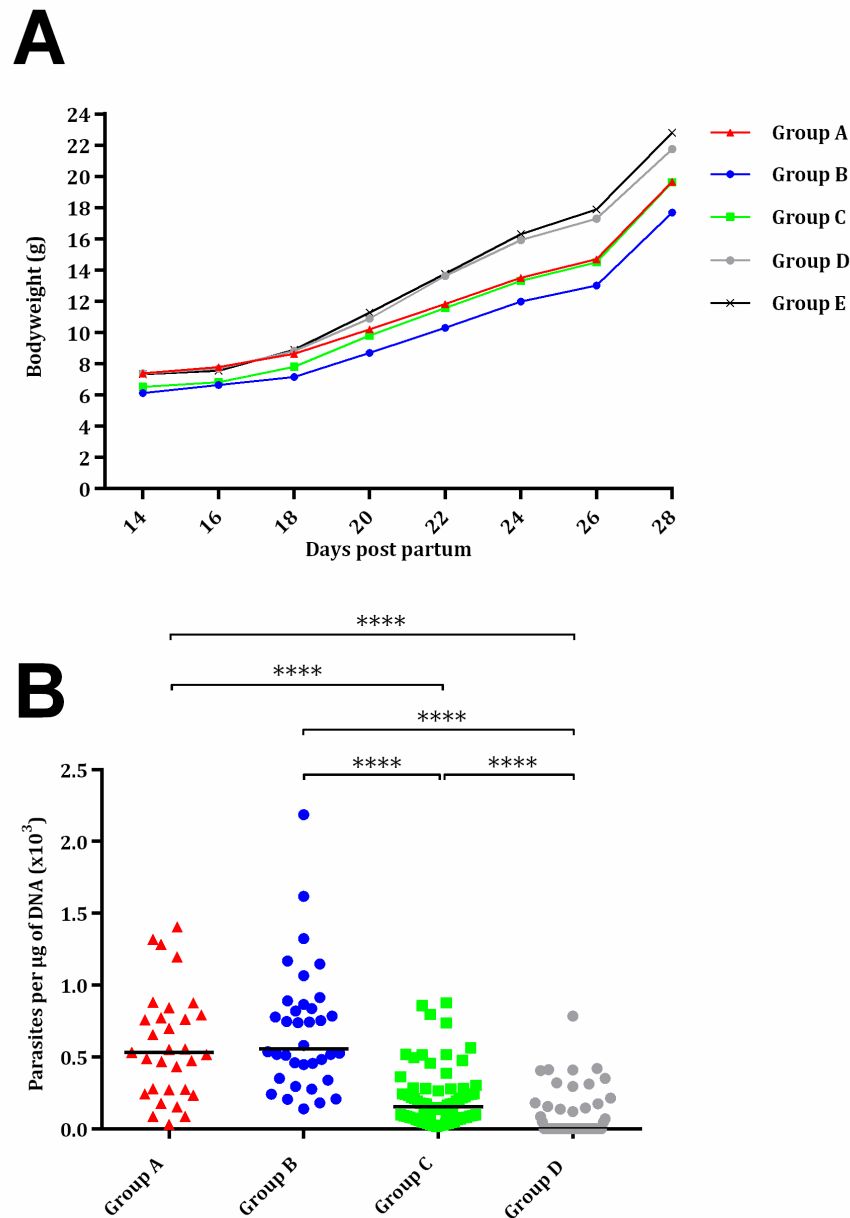 A
24
22
20
18
16
14
12
10
8
6
4
2
0
Bodyweight (g)
14
16
18
20
22
24
26
28
Days post partum
Group A
Group B
Group C
Group D
Group E
B
****
****
****
**** ****
2.5
2.0
1.5
1.0
0.5
0.0
Parasites per µg of DNA (x10³)
Group A
Group B
Group C
Group D